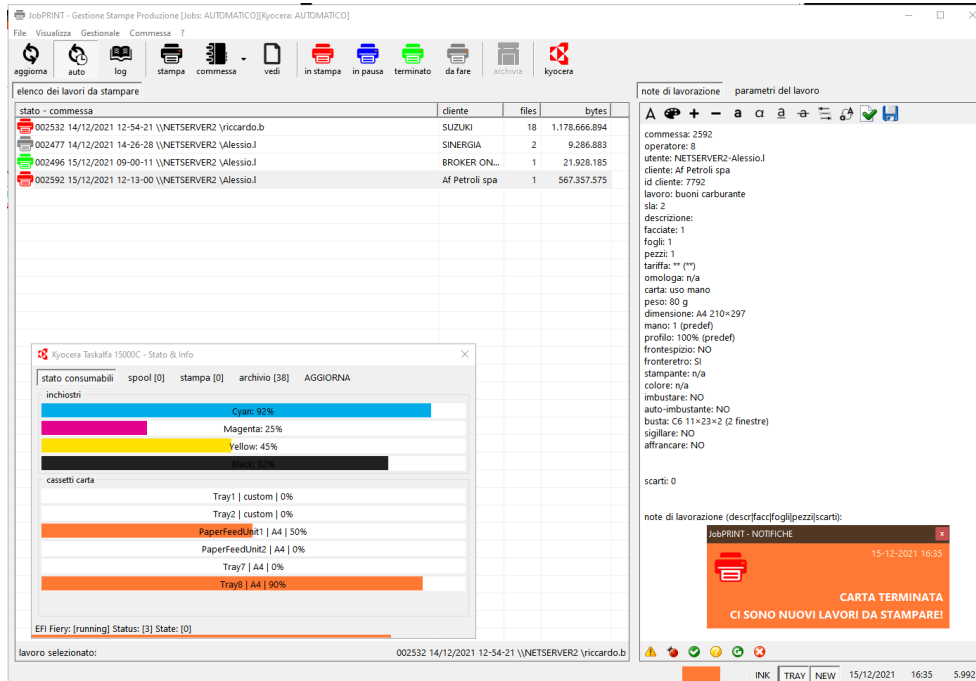 JobPRINT - Gestione Stampe Produzione [Jobs: AUTOMATICO][Kyocera: AUTOMATICO]
File Visualizza Gestionale Commessa ?
aggiorna auto log stampa commessa vedi in stampa in pausa terminato da fare archivia kyocera
elenco dei lavori da stampare
stato - commessa cliente files bytes
002532 14/12/2021 12-54-21 \\NETSERVER2 \riccardo.b SUZUKI 18 1.178.666.894
002477 14/12/2021 14-26-28 \\NETSERVER2 \Alessio.l SINERGIA 2 9.286.883
002496 15/12/2021 09-00-11 \\NETSERVER2 \Alessio.l BROKER ON... 1 21.928.185
002592 15/12/2021 12-13-00 \\NETSERVER2 \Alessio.l Af Petroli spa 1 567.357.575
Kyocera Taskalfa 15000C - Stato & Info
stato consumabili spool [0] stampa [0] archivio [38] AGGIORNA
inchiostri
Cyan: 92%
Magenta: 25%
Yellow: 45%
Black: 82%
cassetti carta
Tray1 | custom | 0%
Tray2 | custom | 0%
PaperFeedUnit1 | A4 | 50%
PaperFeedUnit2 | A4 | 0%
Tray7 | A4 | 0%
Tray8 | A4 | 90%
EFI Fiery: [running] Status: [3] State: [0]
lavoro selezionato: 002532 14/12/2021 12-54-21 \\NETSERVER2 \riccardo.b
note di lavorazione parametri del lavoro
A a α a a
commessa: 2592
operatore: 8
utente: NETSERVER2-Alessio.l
cliente: Af Petroli spa
id cliente: 7792
lavoro: buoni carburante
sla: 2
descrizione:
facciate: 1
fogli: 1
pezzi: 1
tariffa: ** (**)
omologa: n/a
carta: uso mano
peso: 80 g
dimensione: A4 210×297
mano: 1 (predef)
profilo: 100% (predef)
frontespizio: NO
fronteretro: SI
stampante: n/a
colore: n/a
imbustare: NO
auto-imbustante: NO
busta: C6 11×23×2 (2 finestre)
sigillare: NO
affrancare: NO
scarti: 0
note di lavorazione (descr|facc|fogli|pezzi|scarti):
JobPRINT - NOTIFICHE
15-12-2021 16:35
CARTA TERMINATA
CI SONO NUOVI LAVORI DA STAMPARE!
INK TRAY NEW 15/12/2021 16:35 5.992